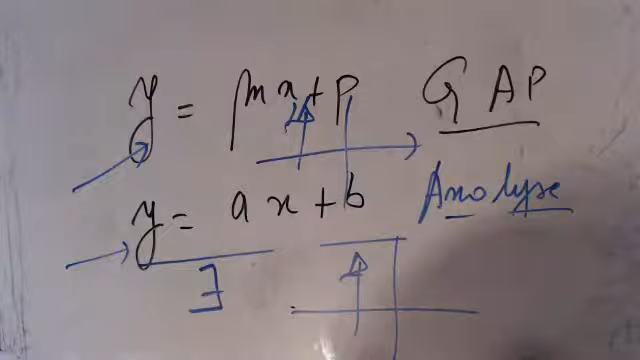 y = mx+p GAP
y = ax+b Analyse
∃